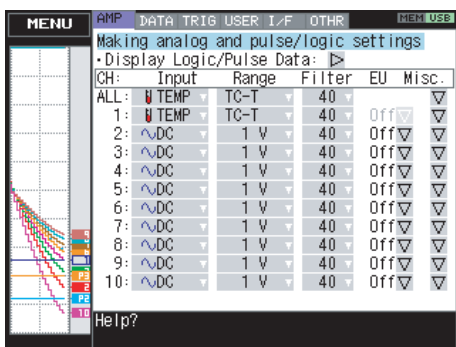 MENU AMP DATA TRIG USER I/F OTHR MEM USB
Making analog and pulse/logic settings
・Display Logic/Pulse Data:
CH: Input Range Filter EU Misc.
ALL: TEMP TC-T 40
1: TEMP TC-T 40 Off
2: DC 1 V 40 Off
3: DC 1 V 40 Off
4: DC 1 V 40 Off
5: DC 1 V 40 Off
6: DC 1 V 40 Off
7: DC 1 V 40 Off
8: DC 1 V 40 Off
9: DC 1 V 40 Off
10: DC 1 V 40 Off
P2
10
Help?